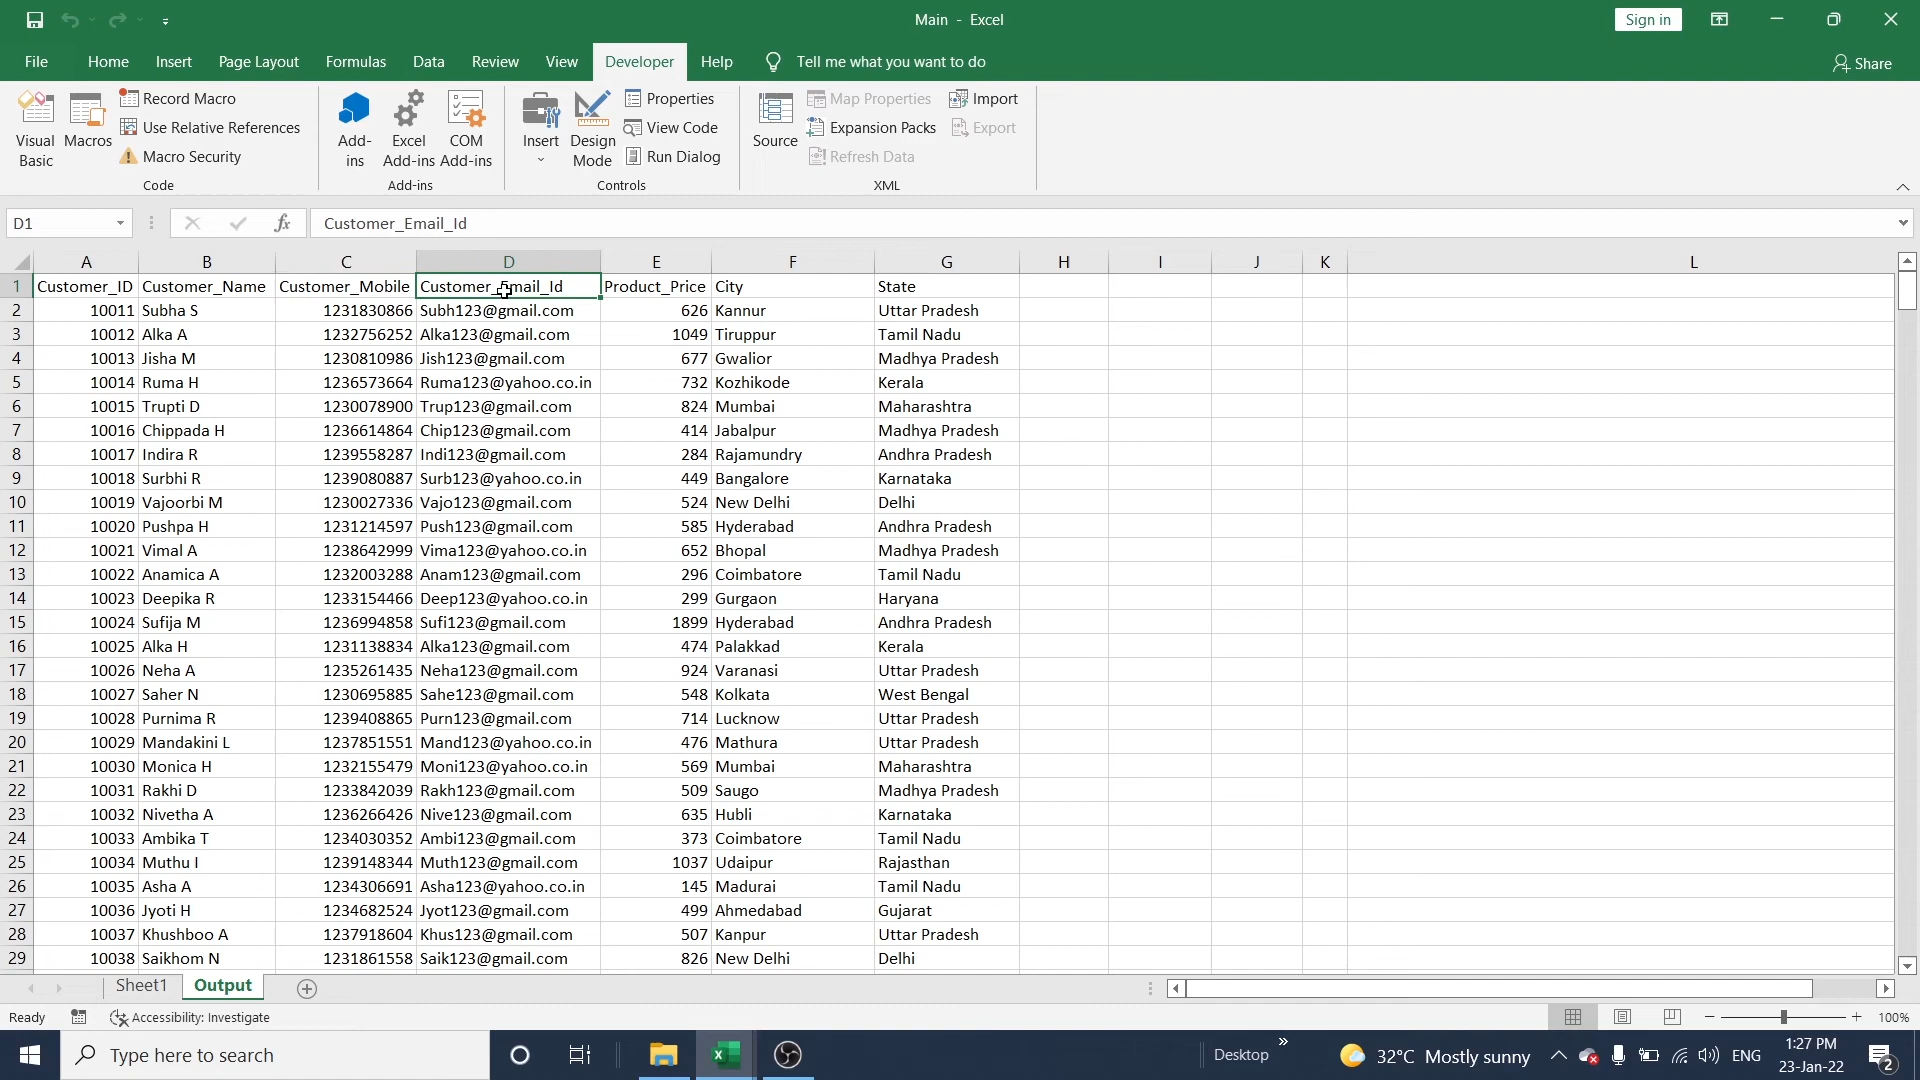 Main - Excel
Sign in
File Home Insert Page Layout Formulas Data Review View Developer Help Tell me what you want to do Share
Visual Basic
Macros
Record Macro
Use Relative References
Macro Security
Code
Add-ins
Excel Add-ins
COM Add-ins
Add-ins
Insert
Design Mode
Properties
View Code
Run Dialog
Controls
Source
Map Properties
Expansion Packs
Refresh Data
Import
Export
XML
D1 fx Customer_Email_Id
A B C D E F G H I J K L
1 Customer_ID Customer_Name Customer_Mobile Customer_Email_Id Product_Price City State
2 10011 Subha S 1231830866 Subh123@gmail.com 626 Kannur Uttar Pradesh
3 10012 Alka A 1232756252 Alka123@gmail.com 1049 Tiruppur Tamil Nadu
4 10013 Jisha M 1230810986 Jish123@gmail.com 677 Gwalior Madhya Pradesh
5 10014 Ruma H 1236573664 Ruma123@yahoo.co.in 732 Kozhikode Kerala
6 10015 Trupti D 1230078900 Trup123@gmail.com 824 Mumbai Maharashtra
7 10016 Chippada H 1236614864 Chip123@gmail.com 414 Jabalpur Madhya Pradesh
8 10017 Indira R 1239558287 Indi123@gmail.com 284 Rajamundry Andhra Pradesh
9 10018 Surbhi R 1239080887 Surb123@yahoo.co.in 449 Bangalore Karnataka
10 10019 Vajoorbi M 1230027336 Vajo123@gmail.com 524 New Delhi Delhi
11 10020 Pushpa H 1231214597 Push123@gmail.com 585 Hyderabad Andhra Pradesh
12 10021 Vimal A 1238642999 Vima123@yahoo.co.in 652 Bhopal Madhya Pradesh
13 10022 Anamica A 1232003288 Anam123@gmail.com 296 Coimbatore Tamil Nadu
14 10023 Deepika R 1233154466 Deep123@yahoo.co.in 299 Gurgaon Haryana
15 10024 Sufija M 1236994858 Sufi123@gmail.com 1899 Hyderabad Andhra Pradesh
16 10025 Alka H 1231138834 Alka123@gmail.com 474 Palakkad Kerala
17 10026 Neha A 1235261435 Neha123@gmail.com 924 Varanasi Uttar Pradesh
18 10027 Saher N 1230695885 Sahe123@gmail.com 548 Kolkata West Bengal
19 10028 Purnima R 1239408865 Purn123@gmail.com 714 Lucknow Uttar Pradesh
20 10029 Mandakini L 1237851551 Mand123@yahoo.co.in 476 Mathura Uttar Pradesh
21 10030 Monica H 1232155479 Moni123@yahoo.co.in 569 Mumbai Maharashtra
22 10031 Rakhi D 1233842039 Rakh123@gmail.com 509 Saugo Madhya Pradesh
23 10032 Nivetha A 1236266426 Nive123@gmail.com 635 Hubli Karnataka
24 10033 Ambika T 1234030352 Ambi123@gmail.com 373 Coimbatore Tamil Nadu
25 10034 Muthu I 1239148344 Muth123@gmail.com 1037 Udaipur Rajasthan
26 10035 Asha A 1234306691 Asha123@yahoo.co.in 145 Madurai Tamil Nadu
27 10036 Jyoti H 1234682524 Jyot123@gmail.com 499 Ahmedabad Gujarat
28 10037 Khushboo A 1237918604 Khus123@gmail.com 507 Kanpur Uttar Pradesh
29 10038 Saikhom N 1231861558 Saik123@gmail.com 826 New Delhi Delhi
Sheet1 Output
Ready Accessibility: Investigate 100%
Type here to search Desktop 32°C Mostly sunny ENG 1:27 PM
23-Jan-22 2